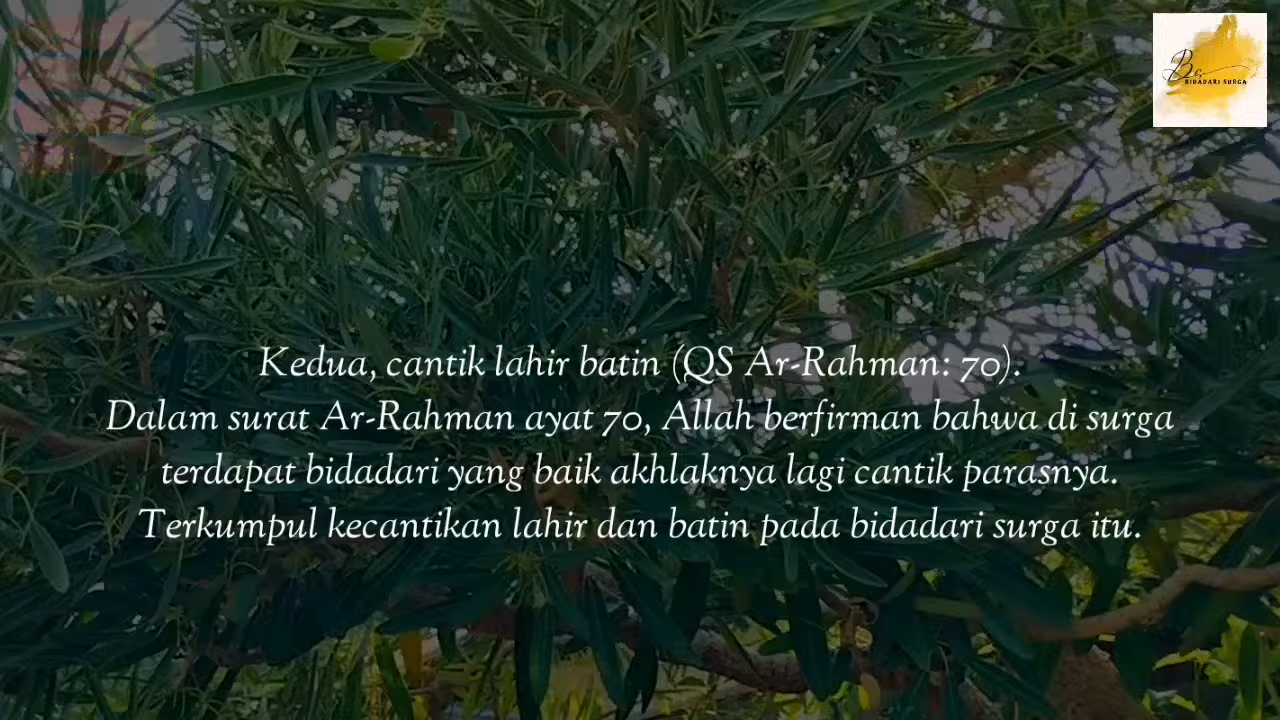 BIDADARI SURGA
Kedua, cantik lahir batin (QS Ar-Rahman: 70).
Dalam surat Ar-Rahman ayat 70, Allah berfirman bahwa di surga
terdapat bidadari yang baik akhlaknya lagi cantik parasnya.
Terkumpul kecantikan lahir dan batin pada bidadari surga itu.